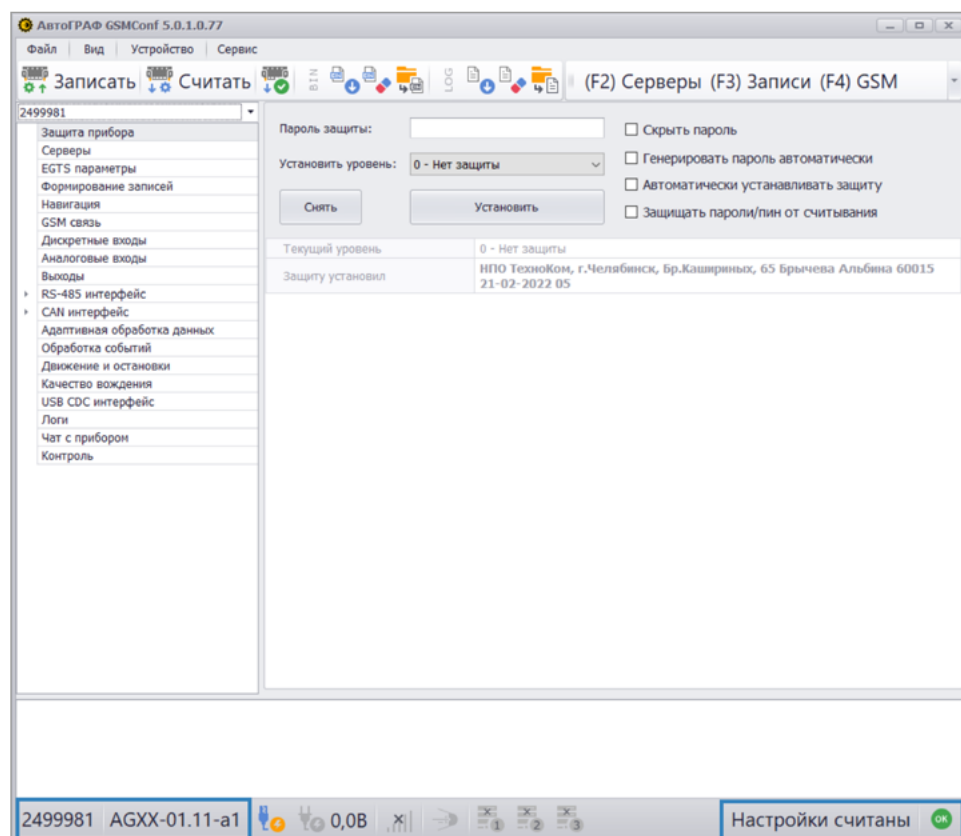 АвтоГРАФ GSMConf 5.0.1.0.77
Файл Вид Устройство Сервис
Записать Считать BIN LOG (F2) Серверы (F3) Записи (F4) GSM
2499981
Защита прибора
Серверы
EGTS параметры
Формирование записей
Навигация
GSM связь
Дискретные входы
Аналоговые входы
Выходы
RS-485 интерфейс
CAN интерфейс
Адаптивная обработка данных
Обработка событий
Движение и остановки
Качество вождения
USB CDC интерфейс
Логи
Чат с прибором
Контроль
Пароль защиты:
Скрыть пароль
Установить уровень: 0 - Нет защиты
Генерировать пароль автоматически
Автоматически устанавливать защиту
Снять Установить
Защищать пароли/пин от считывания
Текущий уровень 0 - Нет защиты
Защиту установил НПО ТехноКом, г.Челябинск, Бр.Кашириных, 65 Брычева Альбина 60015
21-02-2022 05
2499981 AGXX-01.11-a1 0,0В 1 2 3 Настройки считаны OK